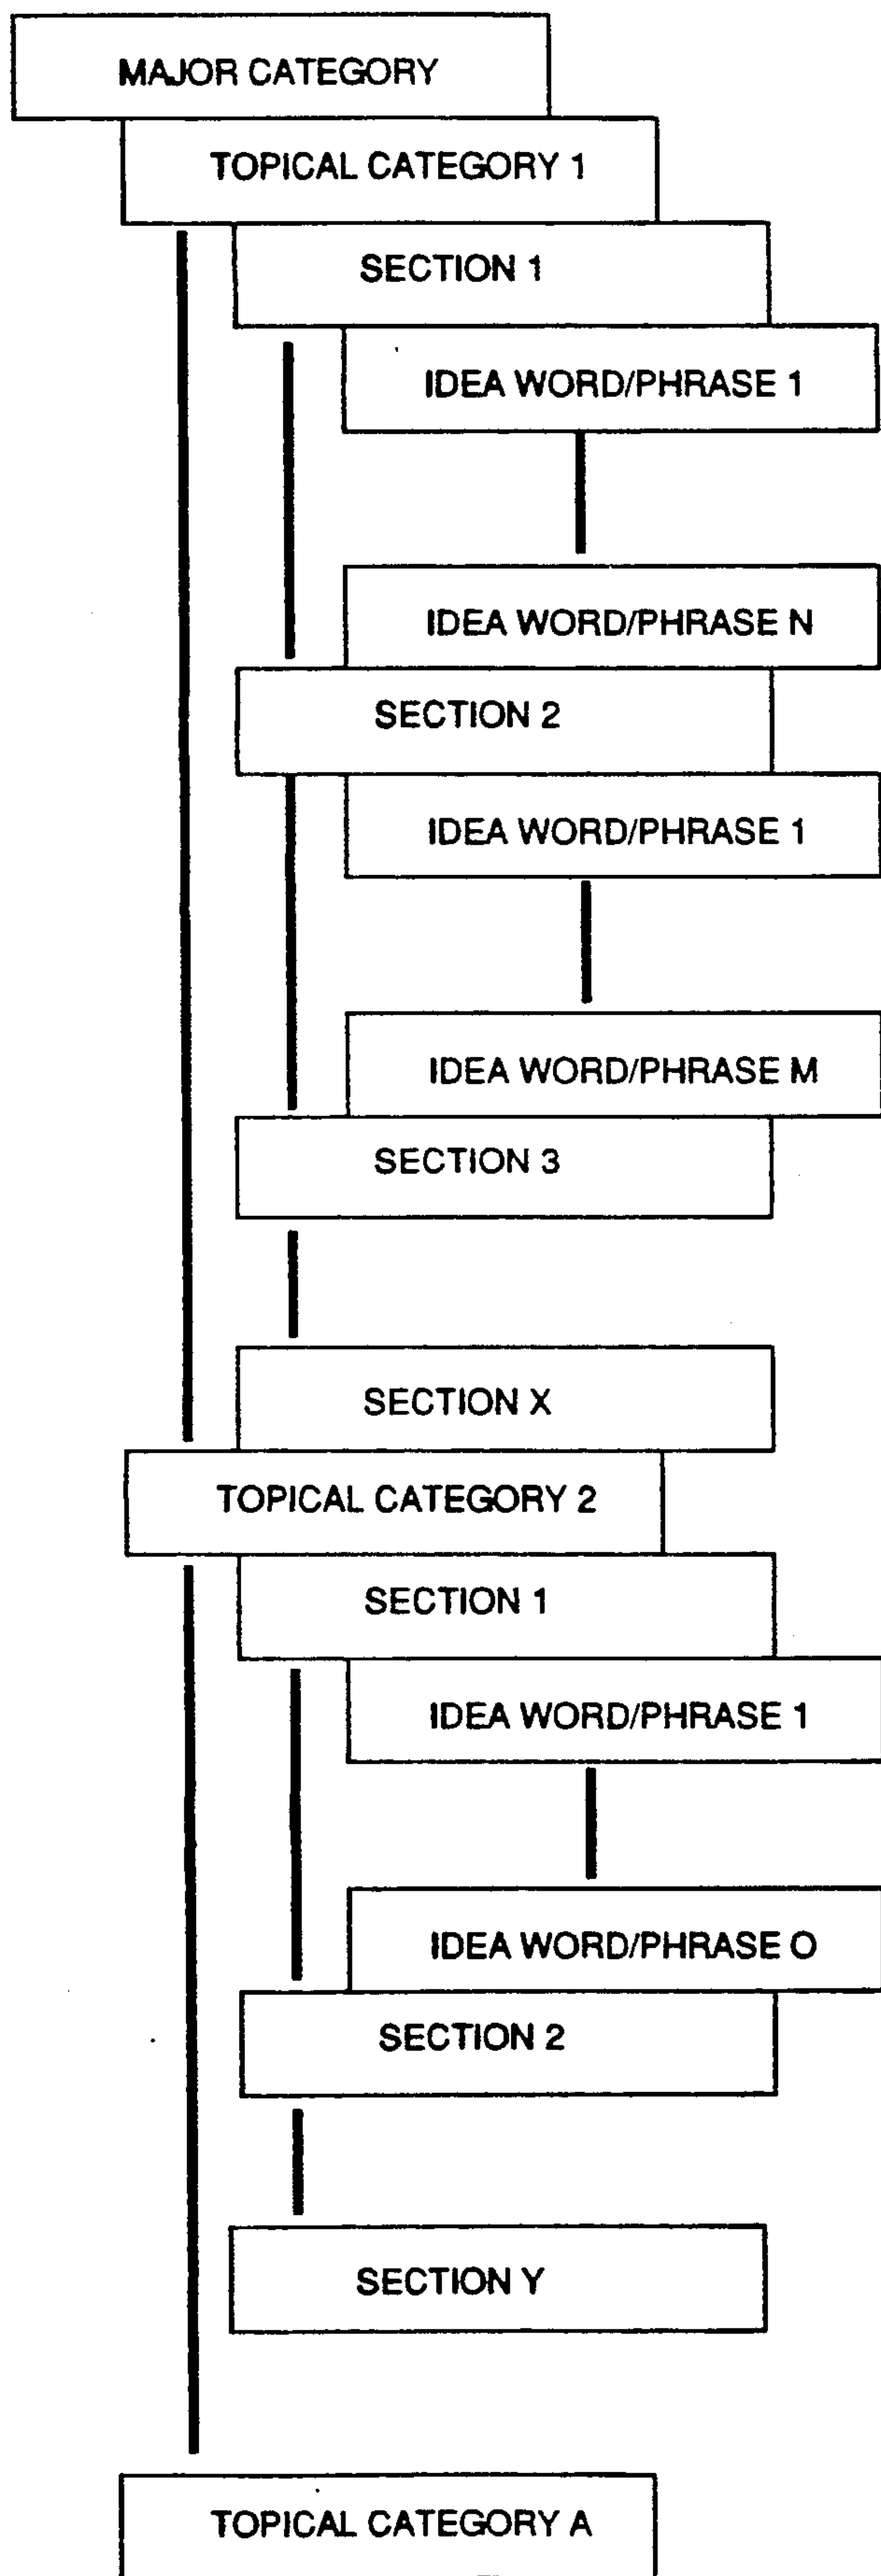 MAJOR CATEGORY
TOPICAL CATEGORY 1
SECTION 1
IDEA WORD/PHRASE 1
IDEA WORD/PHRASE N
SECTION 2
IDEA WORD/PHRASE 1
IDEA WORD/PHRASE M
SECTION 3
SECTION X
TOPICAL CATEGORY 2
SECTION 1
IDEA WORD/PHRASE 1
IDEA WORD/PHRASE O
SECTION 2
SECTION Y
TOPICAL CATEGORY A